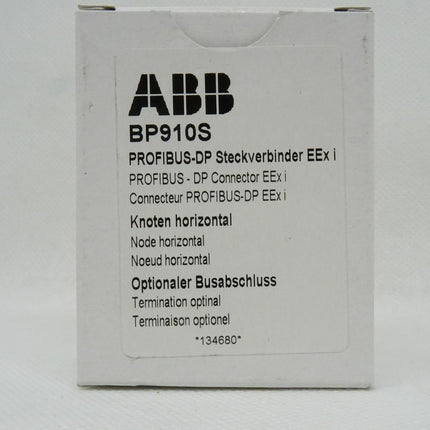 ABB
BP910S
PROFIBUS-DP Steckverbinder EEx i
PROFIBUS - DP Connector EEx i
Connecteur PROFIBUS-DP EEx i
Knoten horizontal
Node horizontal
Noeud horizontal
Optionaler Busabschluss
Termination optinal
Terminaison optionel
*134680*